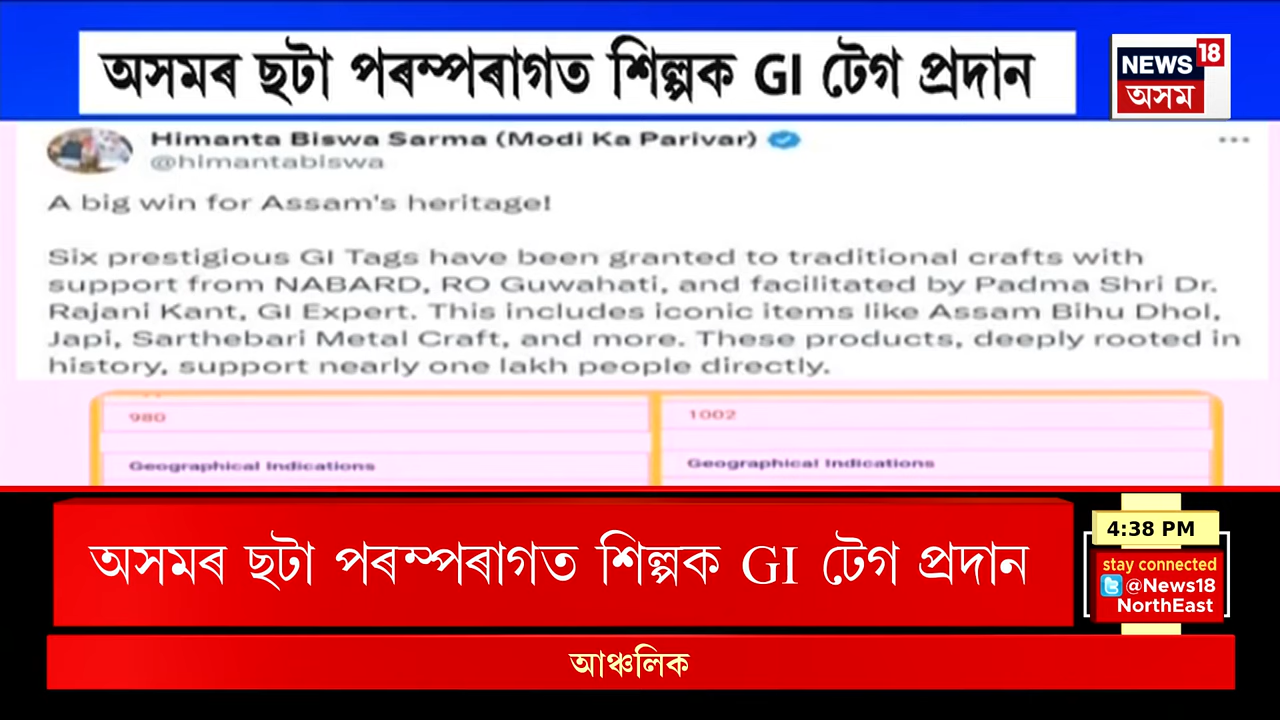 অসমৰ ছটা পৰম্পৰাগত শিল্পক GI টেগ প্ৰদান
NEWS 18
অসম
Himanta Biswa Sarma (Modi Ka Parivar)
@himantabiswa
A big win for Assam's heritage!
Six prestigious GI Tags have been granted to traditional crafts with
support from NABARD, RO Guwahati, and facilitated by Padma Shri Dr.
Rajani Kant, GI Expert. This includes iconic items like Assam Bihu Dhol,
Japi, Sarthebari Metal Craft, and more. These products, deeply rooted in
history, support nearly one lakh people directly.
980
1002
Geographical Indications
Geographical Indications
অসমৰ ছটা পৰম্পৰাগত শিল্পক GI টেগ প্ৰদান
4:38 PM
stay connected
@News18
NorthEast
আঞ্চলিক